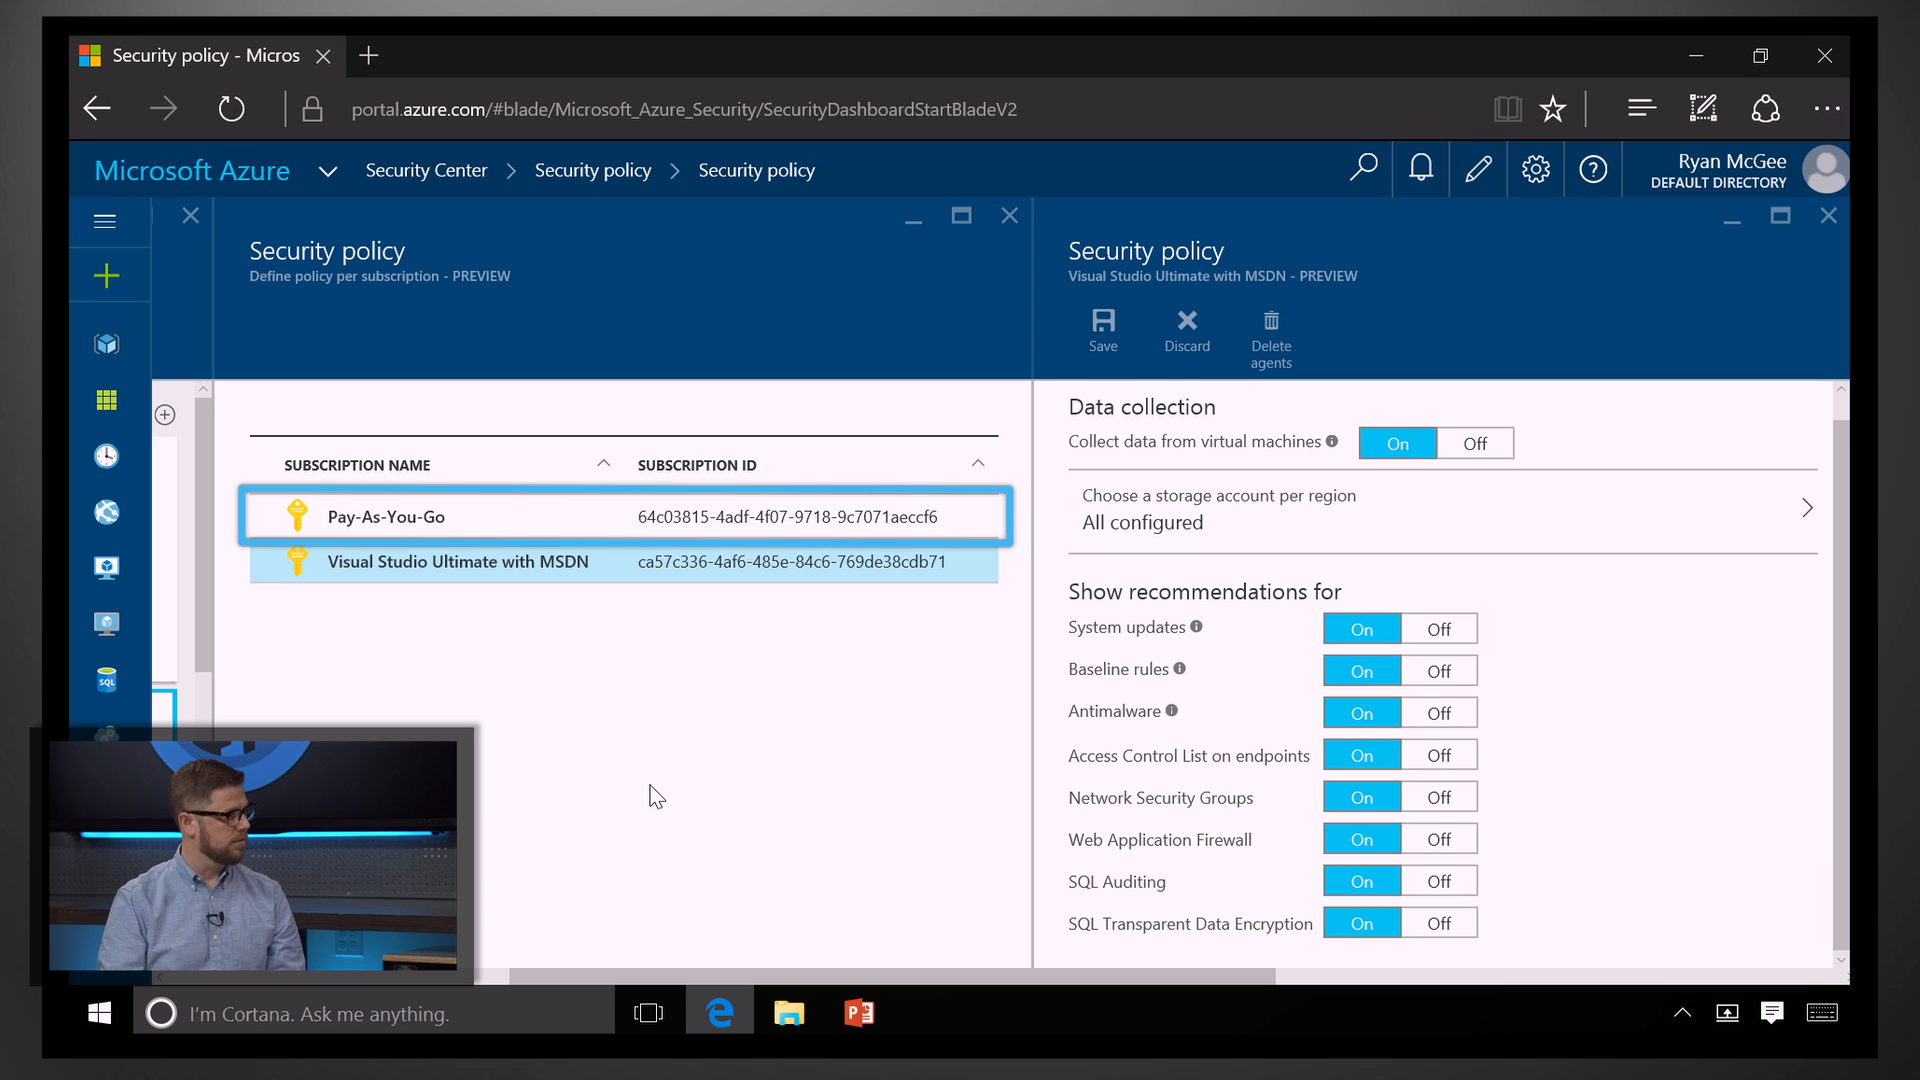 Security policy - Micros
portal.azure.com/#blade/Microsoft_Azure_Security/SecurityDashboardStartBladeV2
Microsoft Azure
Security Center > Security policy > Security policy
Ryan McGee
DEFAULT DIRECTORY
Security policy
Define policy per subscription - PREVIEW
SUBSCRIPTION NAME
SUBSCRIPTION ID
Pay-As-You-Go
64c03815-4adf-4f07-9718-9c7071aeccf6
Visual Studio Ultimate with MSDN
ca57c336-4af6-485e-84c6-769de38cdb71
Security policy
Visual Studio Ultimate with MSDN - PREVIEW
Save
Discard
Delete
agents
Data collection
Collect data from virtual machines On Off
Choose a storage account per region
All configured
Show recommendations for
System updates On Off
Baseline rules On Off
Antimalware On Off
Access Control List on endpoints On Off
Network Security Groups On Off
Web Application Firewall On Off
SQL Auditing On Off
SQL Transparent Data Encryption On Off
SQL
I'm Cortana. Ask me anything.